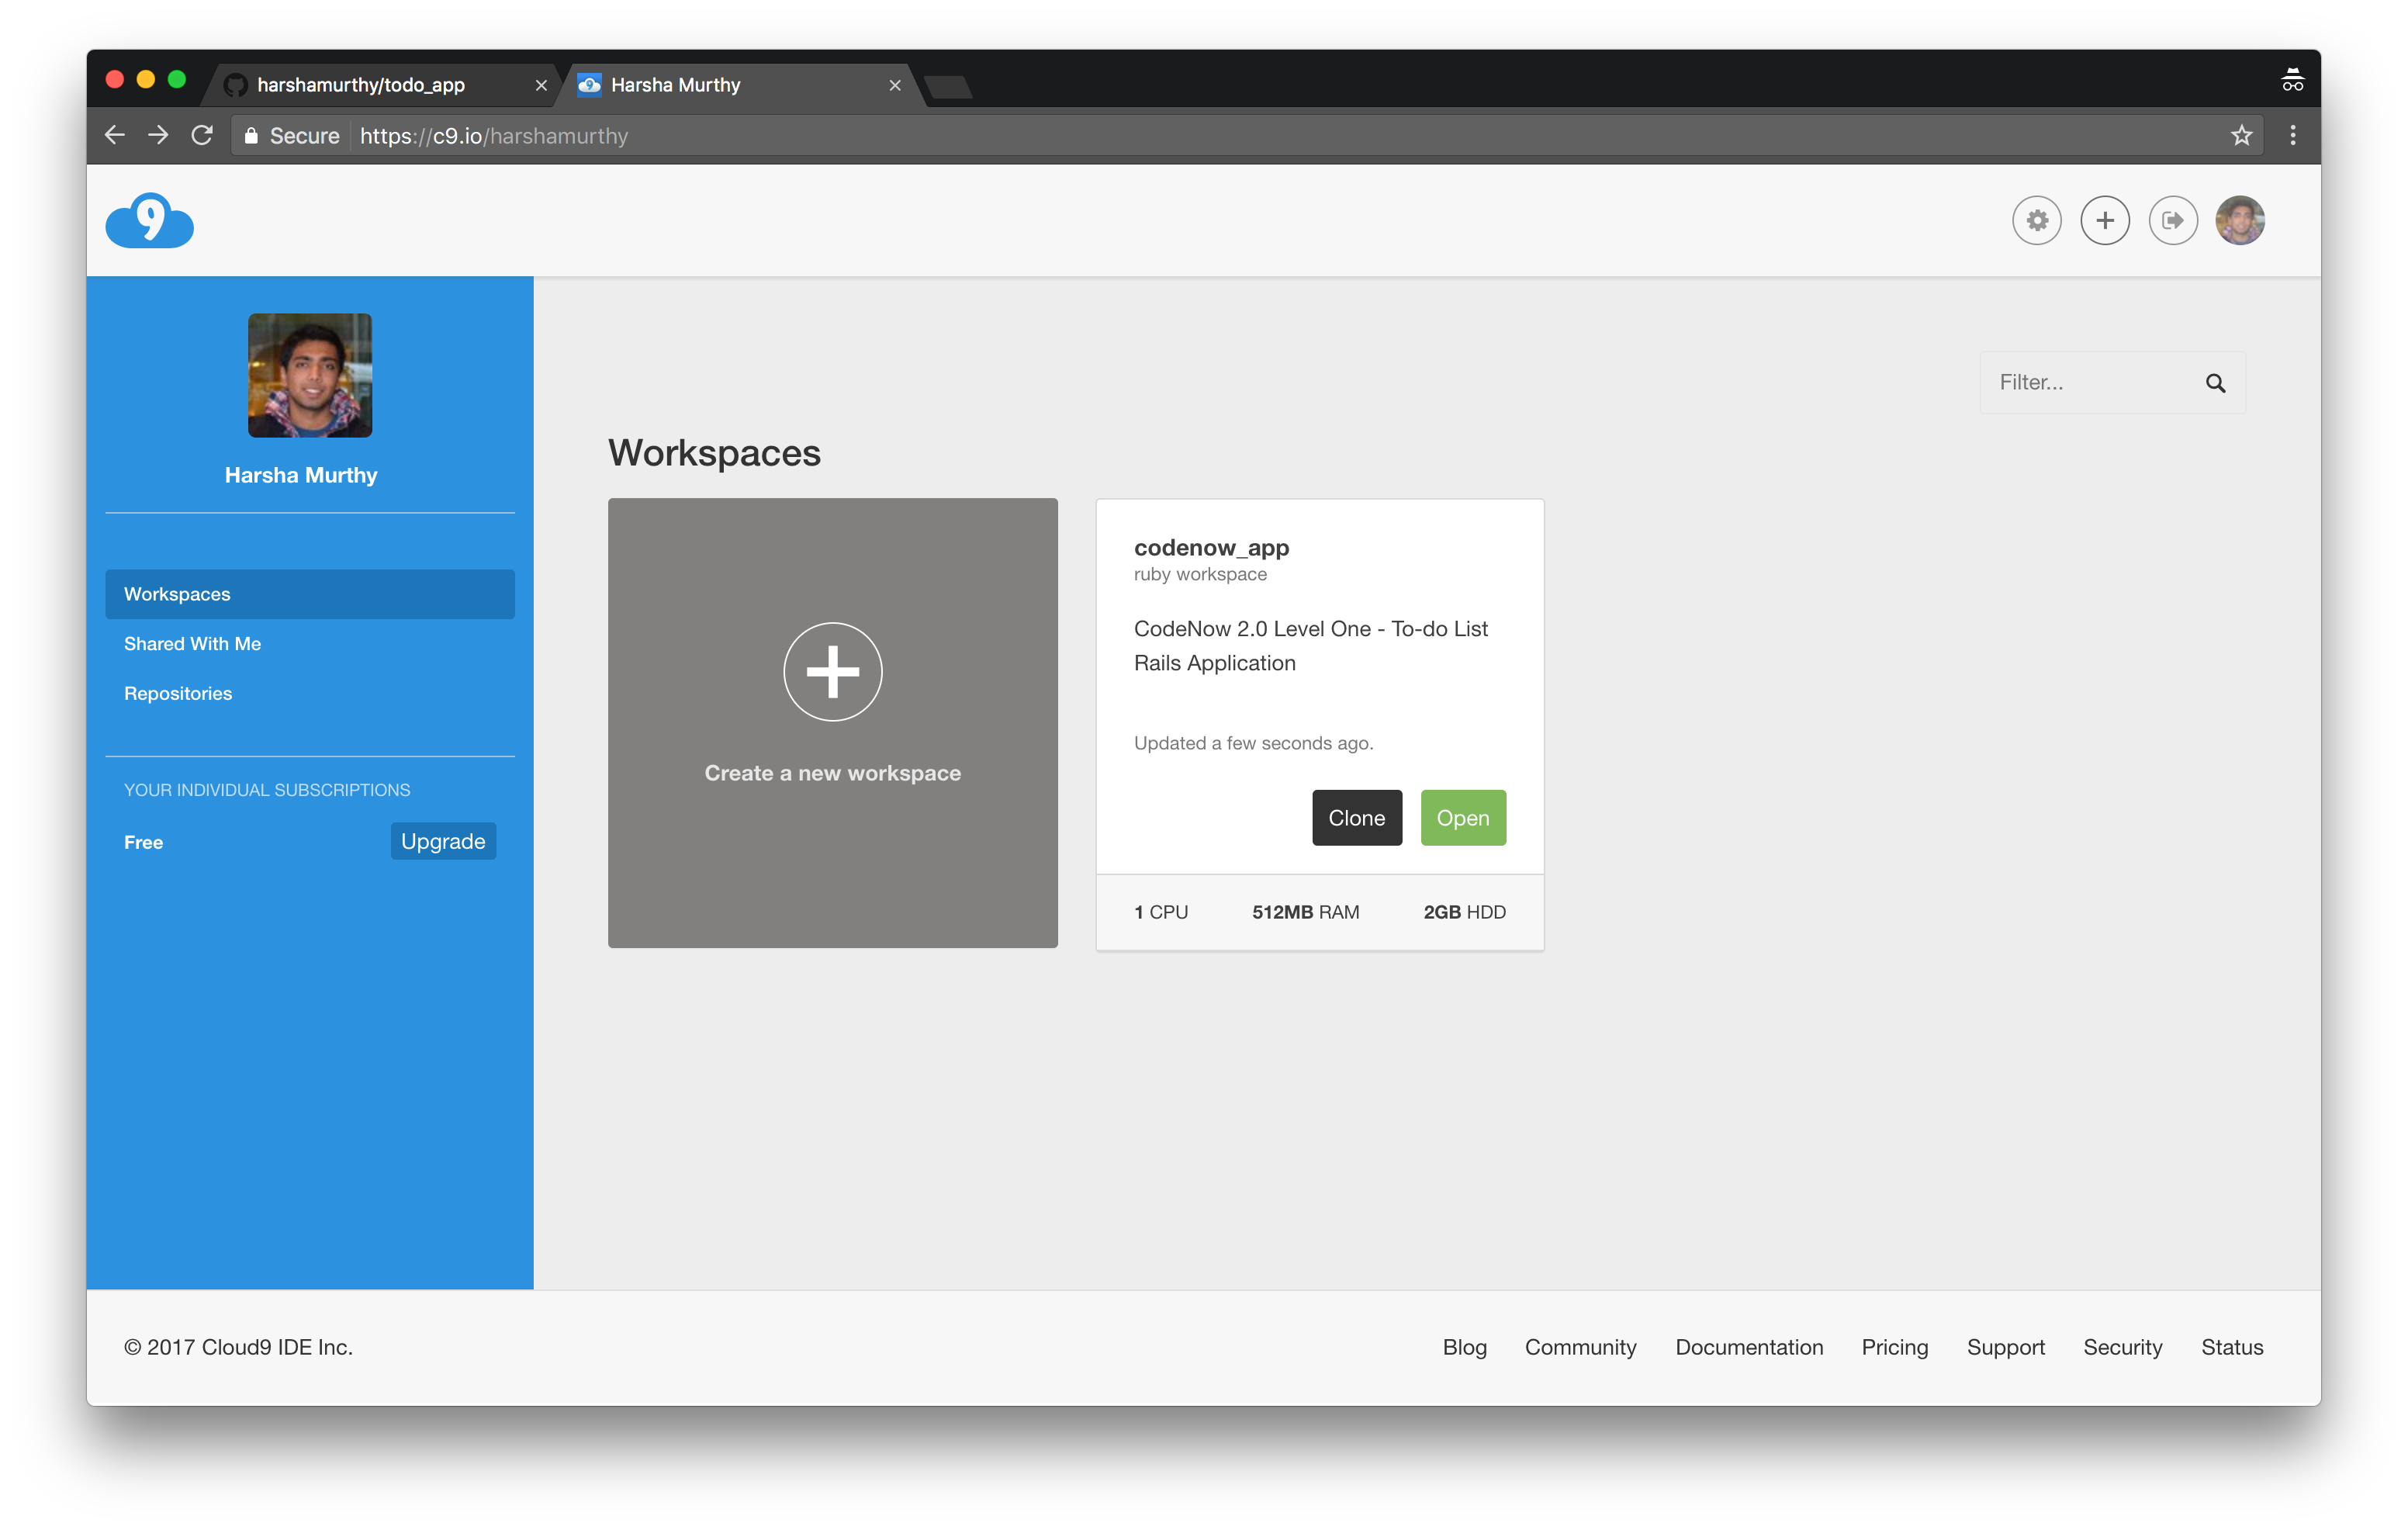 harshamurthy/todo_app
Harsha Murthy
Secure https://c9.io/harshamurthy
9
Harsha Murthy
Workspaces
Shared With Me
Repositories
YOUR INDIVIDUAL SUBSCRIPTIONS
Free Upgrade
Filter...
Workspaces
Create a new workspace
codenow_app
ruby workspace
CodeNow 2.0 Level One - To-do List
Rails Application
Updated a few seconds ago.
Clone Open
1 CPU 512MB RAM 2GB HDD
© 2017 Cloud9 IDE Inc.
Blog Community Documentation Pricing Support Security Status